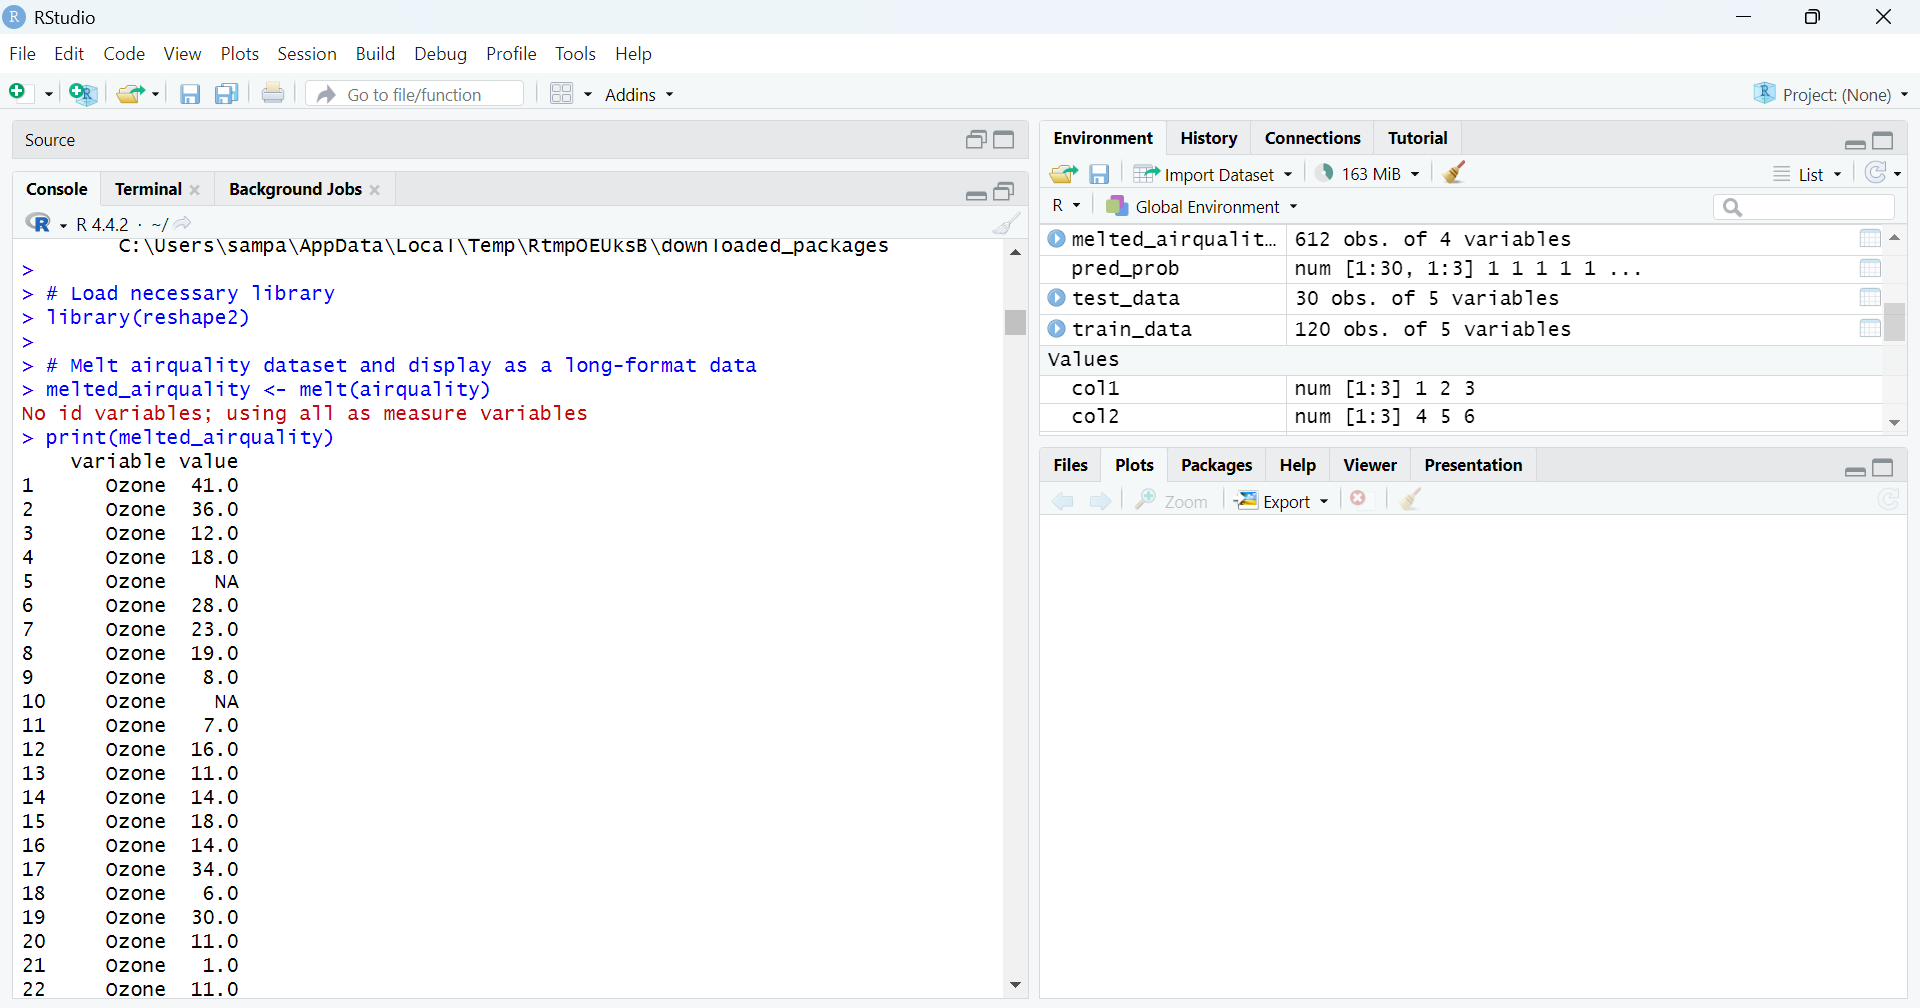 RStudio
File Edit Code View Plots Session Build Debug Profile Tools Help
Go to file/function Addins Project: (None)
Source
Console Terminal Background Jobs
R 4.4.2 · ~/
C:\Users\sampa\AppData\Local\Temp\RtmpOEUksB\downloaded_packages
>
> # Load necessary library
> library(reshape2)
>
> # Melt airquality dataset and display as a long-format data
> melted_airquality <- melt(airquality)
No id variables; using all as measure variables
> print(melted_airquality)
variable value
1 Ozone 41.0
2 Ozone 36.0
3 Ozone 12.0
4 Ozone 18.0
5 Ozone NA
6 Ozone 28.0
7 Ozone 23.0
8 Ozone 19.0
9 Ozone 8.0
10 Ozone NA
11 Ozone 7.0
12 Ozone 16.0
13 Ozone 11.0
14 Ozone 14.0
15 Ozone 18.0
16 Ozone 14.0
17 Ozone 34.0
18 Ozone 6.0
19 Ozone 30.0
20 Ozone 11.0
21 Ozone 1.0
22 Ozone 11.0
Environment History Connections Tutorial
Import Dataset 163 MiB List
R Global Environment
melted_airqualit... 612 obs. of 4 variables
pred_prob num [1:30, 1:3] 1 1 1 1 1 ...
test_data 30 obs. of 5 variables
train_data 120 obs. of 5 variables
Values
col1 num [1:3] 1 2 3
col2 num [1:3] 4 5 6
Files Plots Packages Help Viewer Presentation
Zoom Export